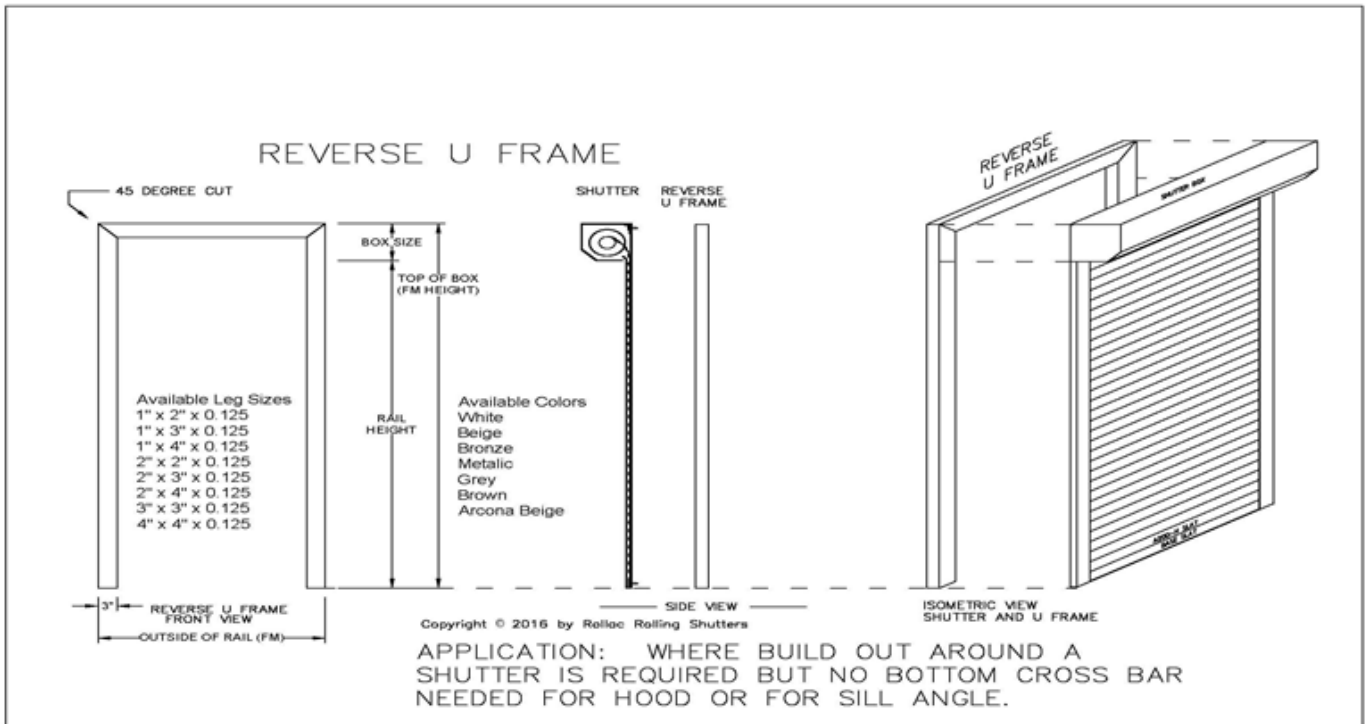 REVERSE U FRAME
45 DEGREE CUT
BOX SIZE
TOP OF BOX
(FM HEIGHT)
RAIL
HEIGHT
Available Leg Sizes
1" x 2" x 0.125
1" x 3" x 0.125
1" x 4" x 0.125
2" x 2" x 0.125
2" x 3" x 0.125
2" x 4" x 0.125
3" x 3" x 0.125
4" x 4" x 0.125
Available Colors
White
Beige
Bronze
Metalic
Grey
Brown
Arcona Beige
3"
REVERSE U FRAME
FRONT VIEW
OUTSIDE OF RAIL (FM)
SHUTTER
REVERSE
U FRAME
SIDE VIEW
REVERSE
U FRAME
SHUTTER BOX
BASE SLAT
ISOMETRIC VIEW
SHUTTER AND U FRAME
Copyright © 2016 by Rollac Rolling Shutters
APPLICATION: WHERE BUILD OUT AROUND A
SHUTTER IS REQUIRED BUT NO BOTTOM CROSS BAR
NEEDED FOR HOOD OR FOR SILL ANGLE.